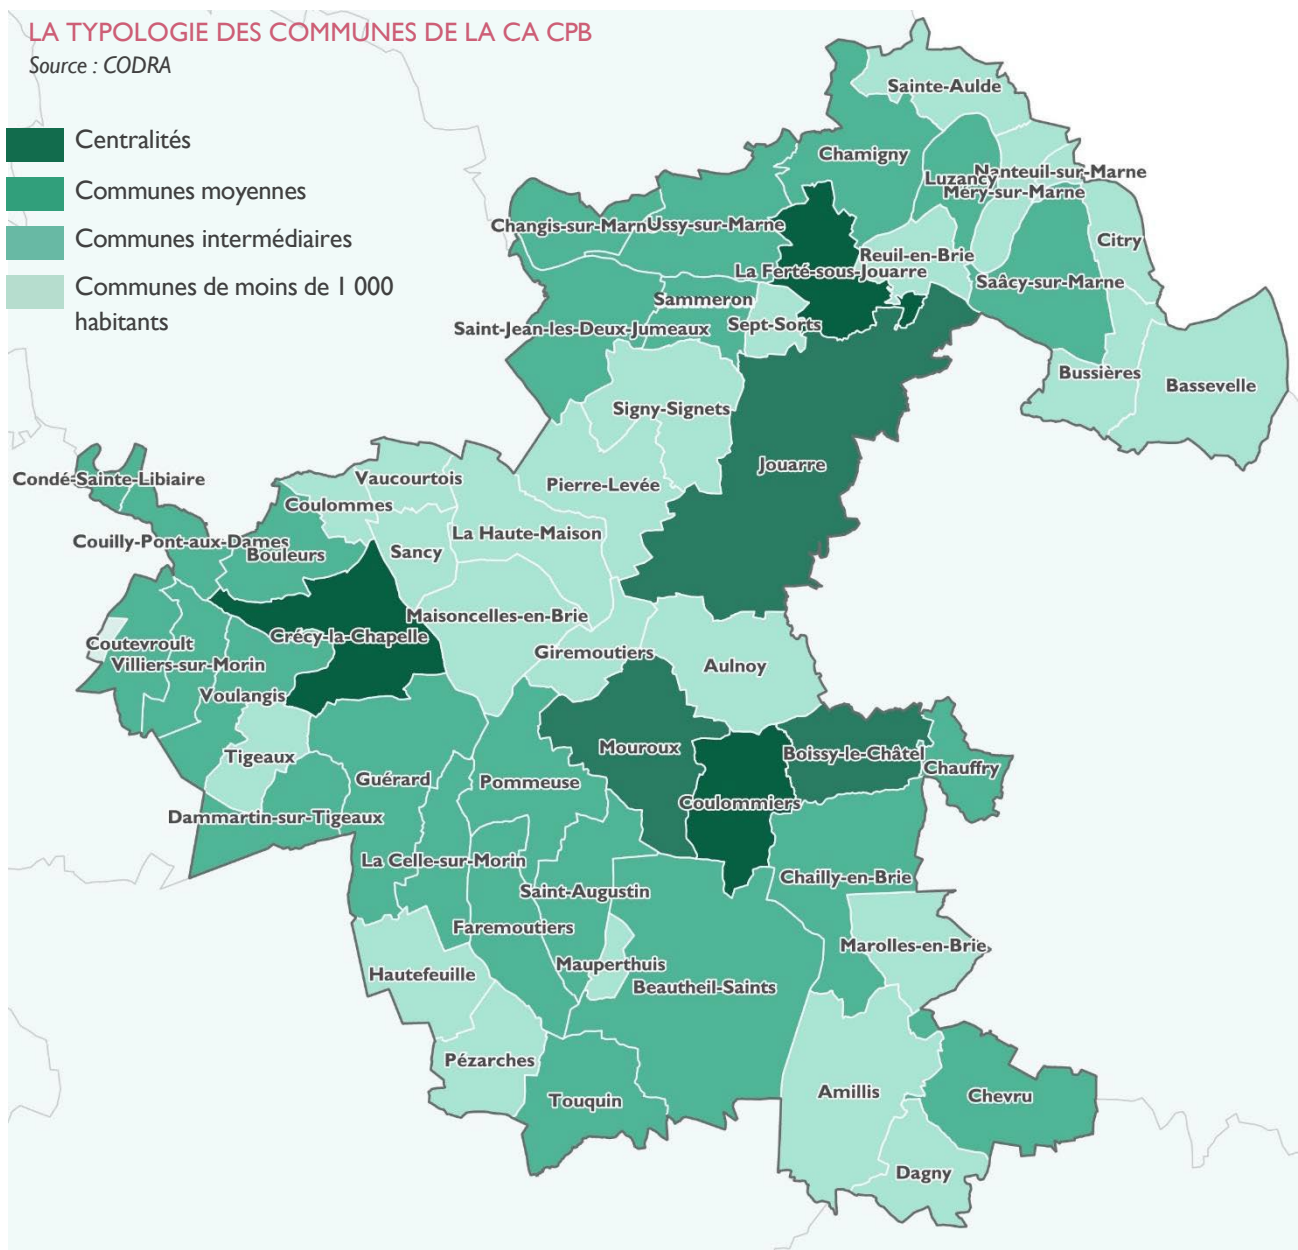 LA TYPOLOGIE DES COMMUNES DE LA CA CPB
Source : CODRA
Centralités
Communes moyennes
Communes intermédiaires
Communes de moins de 1 000
habitants
Sainte-Aulde
Chamigny
Nanteuil-sur-Marne
Luzancy
Méry-sur-Marne
Changis-sur-Marne
Ussy-sur-Marne
Citry
Reuil-en-Brie
La Ferté-sous-Jouarre
Saâcy-sur-Marne
Sammeron
Sept-Sorts
Saint-Jean-les-Deux-Jumeaux
Bussières
Bassevelle
Signy-Signets
Jouarre
Condé-Sainte-Libiaire
Vaucourtois
Pierre-Levée
Coulommes
La Haute-Maison
Couilly-Pont-aux-Dames
Bouleurs
Sancy
Maisoncelles-en-Brie
Crécy-la-Chapelle
Coutevroult
Giremoutiers
Villiers-sur-Morin
Aulnoy
Voulangis
Mouroux
Boissy-le-Châtel
Tigeaux
Chauffry
Guérard
Pommeuse
Coulommiers
Dammartin-sur-Tigeaux
La Celle-sur-Morin
Chailly-en-Brie
Saint-Augustin
Faremoutiers
Marolles-en-Brie
Mauperthuis
Hautefeuille
Beautheil-Saints
Pézarches
Amillis
Chevru
Touquin
Dagny